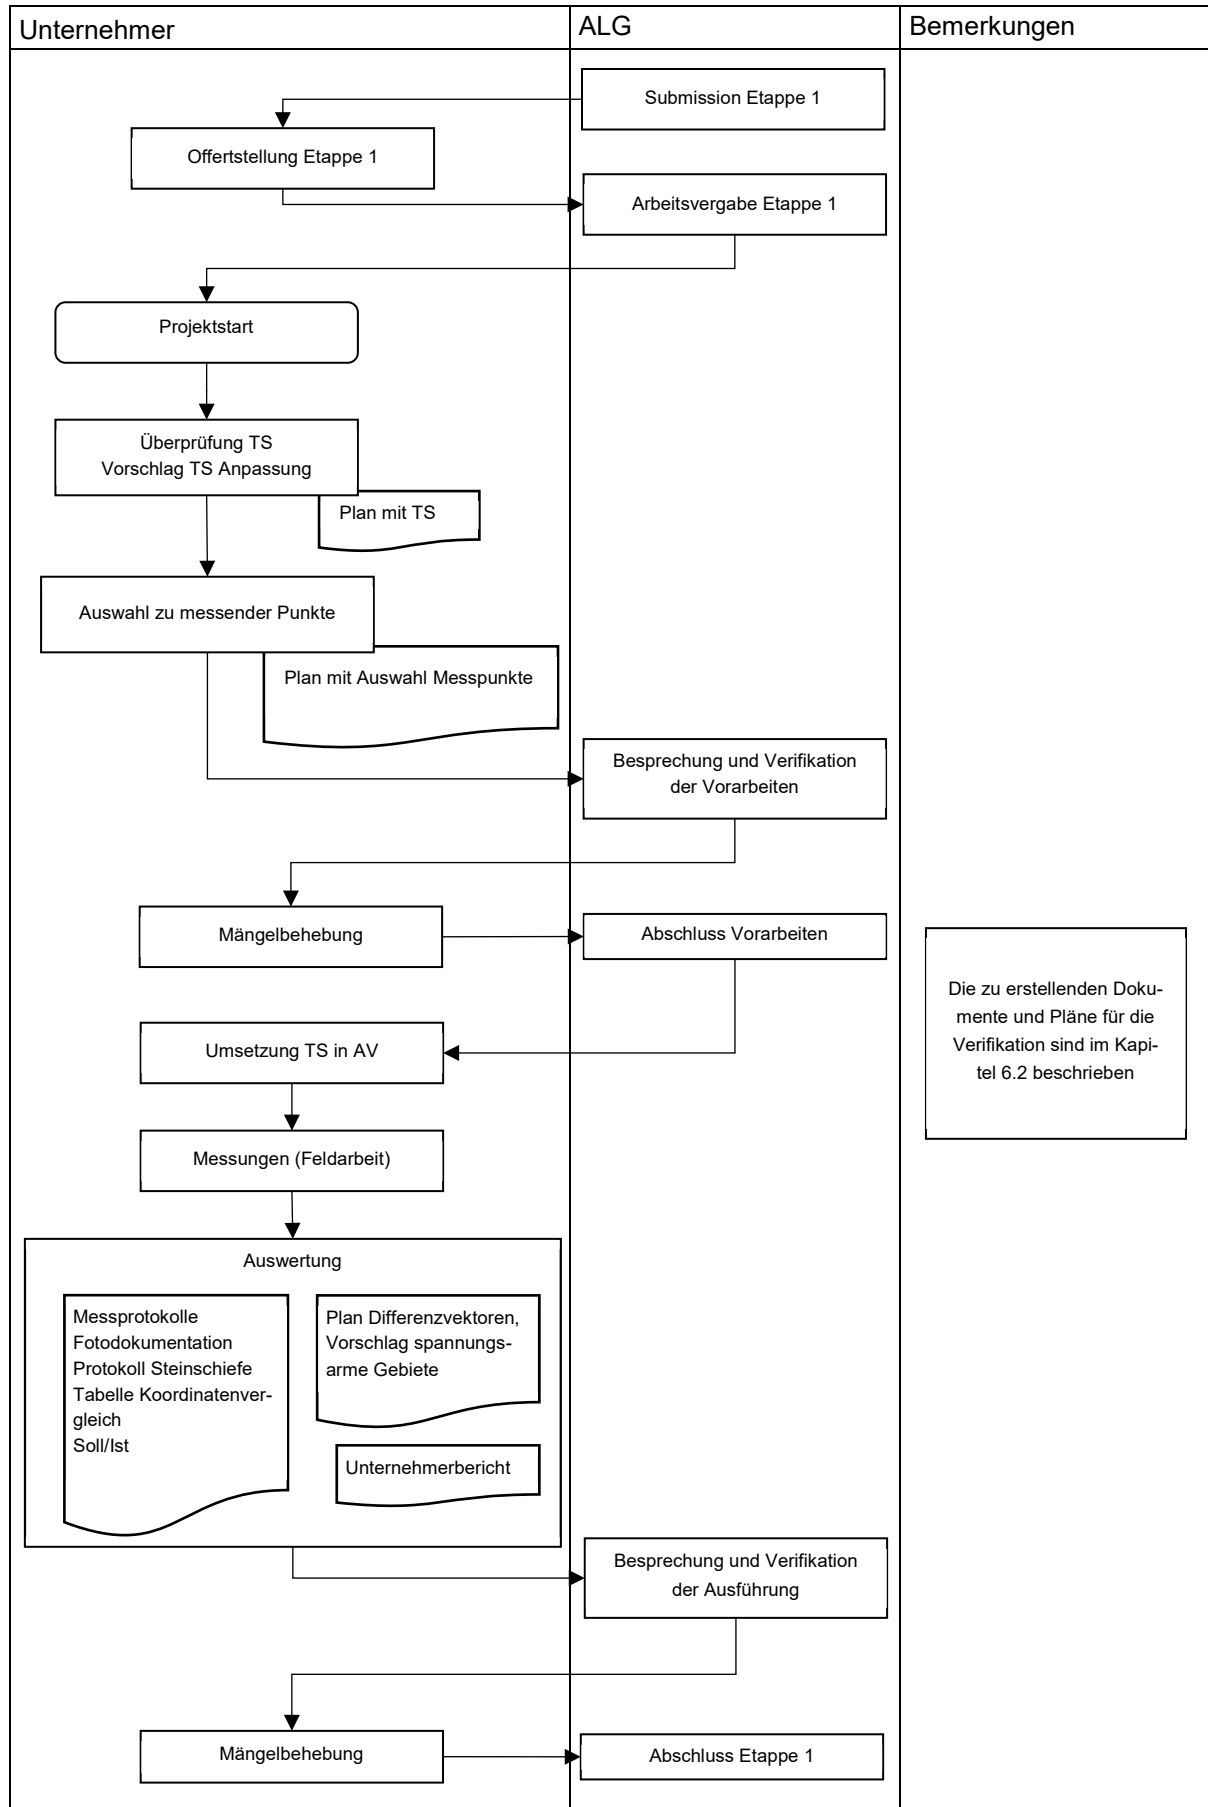 Unternehmer
ALG
Bemerkungen
Submission Etappe 1
Offertstellung Etappe 1
Arbeitsvergabe Etappe 1
Projektstart
Überprüfung TS
Vorschlag TS Anpassung
Plan mit TS
Auswahl zu messender Punkte
Plan mit Auswahl Messpunkte
Besprechung und Verifikation
der Vorarbeiten
Mängelbehebung
Abschluss Vorarbeiten
Die zu erstellenden Doku-
mente und Pläne für die
Verifikation sind im Kapi-
tel 6.2 beschrieben
Umsetzung TS in AV
Messungen (Feldarbeit)
Auswertung
Messprotokolle
Fotodokumentation
Protokoll Steinschiefe
Tabelle Koordinatenver-
gleich
Soll/Ist
Plan Differenzvektoren,
Vorschlag spannungs-
arme Gebiete
Unternehmerbericht
Besprechung und Verifikation
der Ausführung
Mängelbehebung
Abschluss Etappe 1